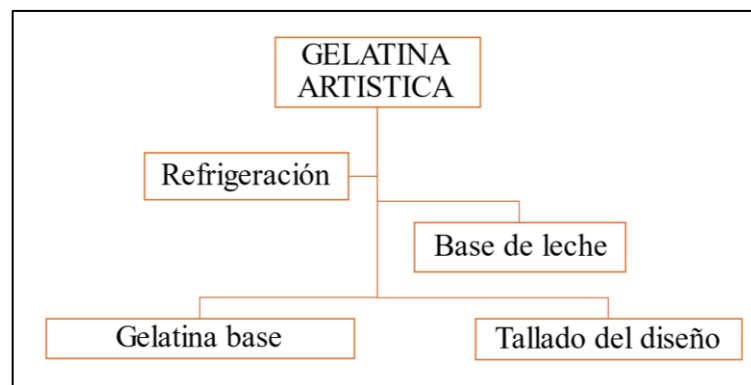 GELATINA
ARTISTICA
Refrigeración
Base de leche
Gelatina base
Tallado del diseño